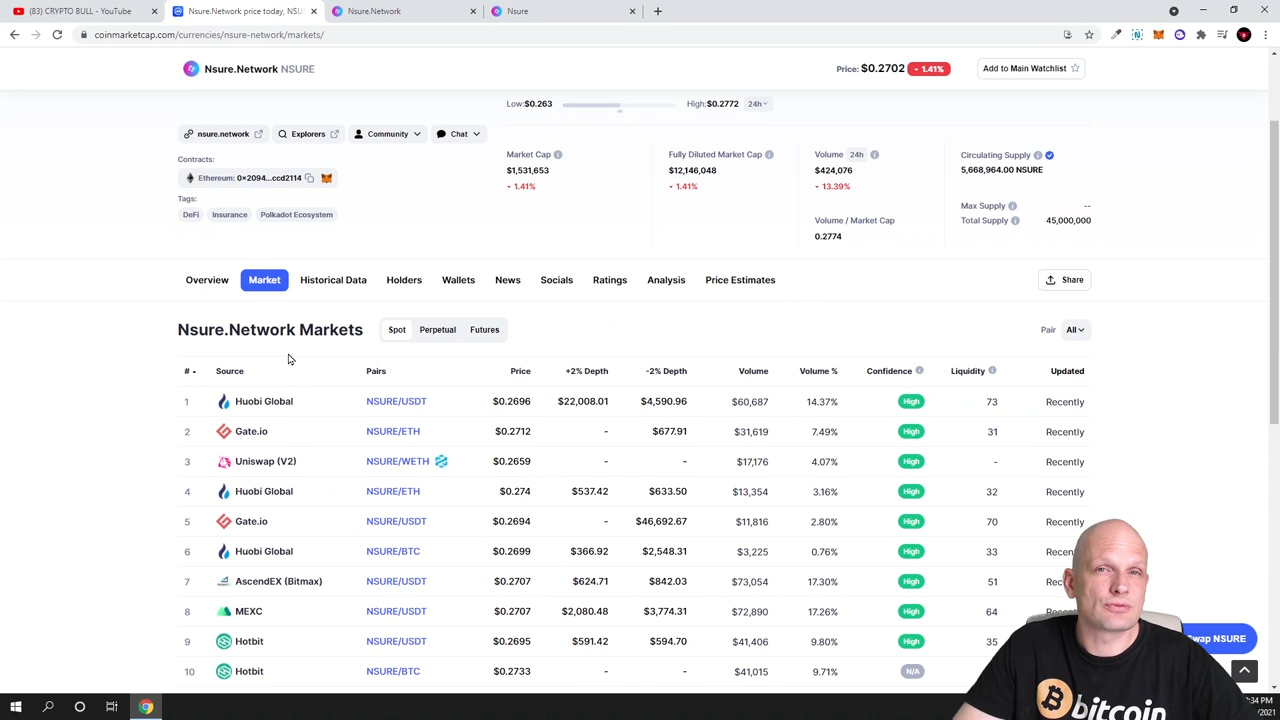 (83) CRYPTO BULL - YouTube
Nsure.Network price today, NSUR
Nsure.Network
Nsure
coinmarketcap.com/currencies/nsure-network/markets/
Nsure.Network NSURE
Price: $0.2702 1.41%
Add to Main Watchlist
Low:$0.263
High:$0.2772
24h
nsure.network
Explorers
Community
Chat
Contracts:
Ethereum: 0x2094...ccd2114
Tags:
DeFi
Insurance
Polkadot Ecosystem
Market Cap
$1,531,653
1.41%
Fully Diluted Market Cap
$12,146,048
1.41%
Volume 24h
$424,076
13.39%
Volume / Market Cap
0.2774
Circulating Supply
5,668,964.00 NSURE
Max Supply --
Total Supply 45,000,000
Overview Market Historical Data Holders Wallets News Socials Ratings Analysis Price Estimates
Share
Nsure.Network Markets
Spot Perpetual Futures
Pair All
# Source Pairs Price +2% Depth -2% Depth Volume Volume % Confidence Liquidity Updated
1 Huobi Global NSURE/USDT $0.2696 $22,008.01 $4,590.96 $60,687 14.37% High 73 Recently
2 Gate.io NSURE/ETH $0.2712 - $677.91 $31,619 7.49% High 31 Recently
3 Uniswap (V2) NSURE/WETH $0.2659 - - $17,176 4.07% High - Recently
4 Huobi Global NSURE/ETH $0.274 $537.42 $633.50 $13,354 3.16% High 32 Recently
5 Gate.io NSURE/USDT $0.2694 - $46,692.67 $11,816 2.80% High 70 Recently
6 Huobi Global NSURE/BTC $0.2699 $366.92 $2,548.31 $3,225 0.76% High 33
7 AscendEX (Bitmax) NSURE/USDT $0.2707 $624.71 $842.03 $73,054 17.30% High 51
8 MEXC NSURE/USDT $0.2707 $2,080.48 $3,774.31 $72,890 17.26% High 64
9 Hotbit NSURE/USDT $0.2695 $591.42 $594.70 $41,406 9.80% High 35
10 Hotbit NSURE/BTC $0.2733 - - $41,015 9.71% N/A
Swap NSURE
bitcoin